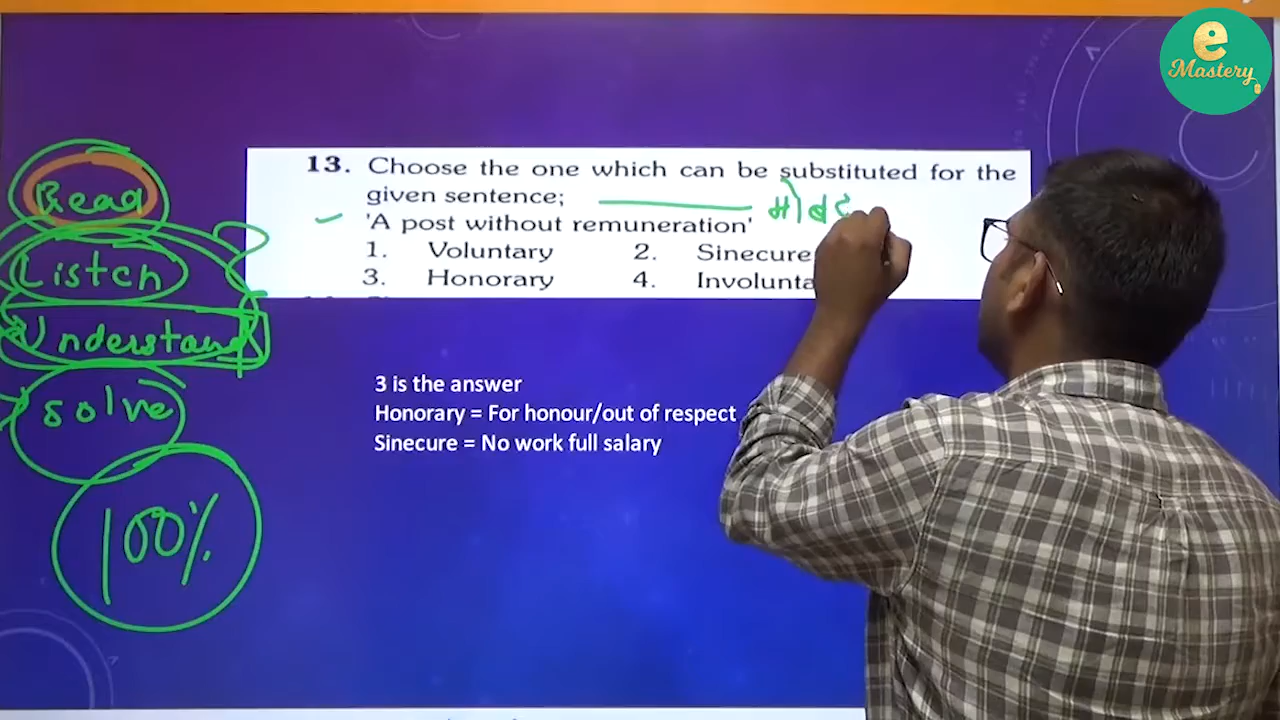 e
Mastery
Read
Listen
Understand
Solve
100%
13. Choose the one which can be substituted for the
given sentence; ________
'A post without remuneration'
1. Voluntary 2. Sinecure
3. Honorary 4. Involunta
3 is the answer
Honorary = For honour/out of respect
Sinecure = No work full salary